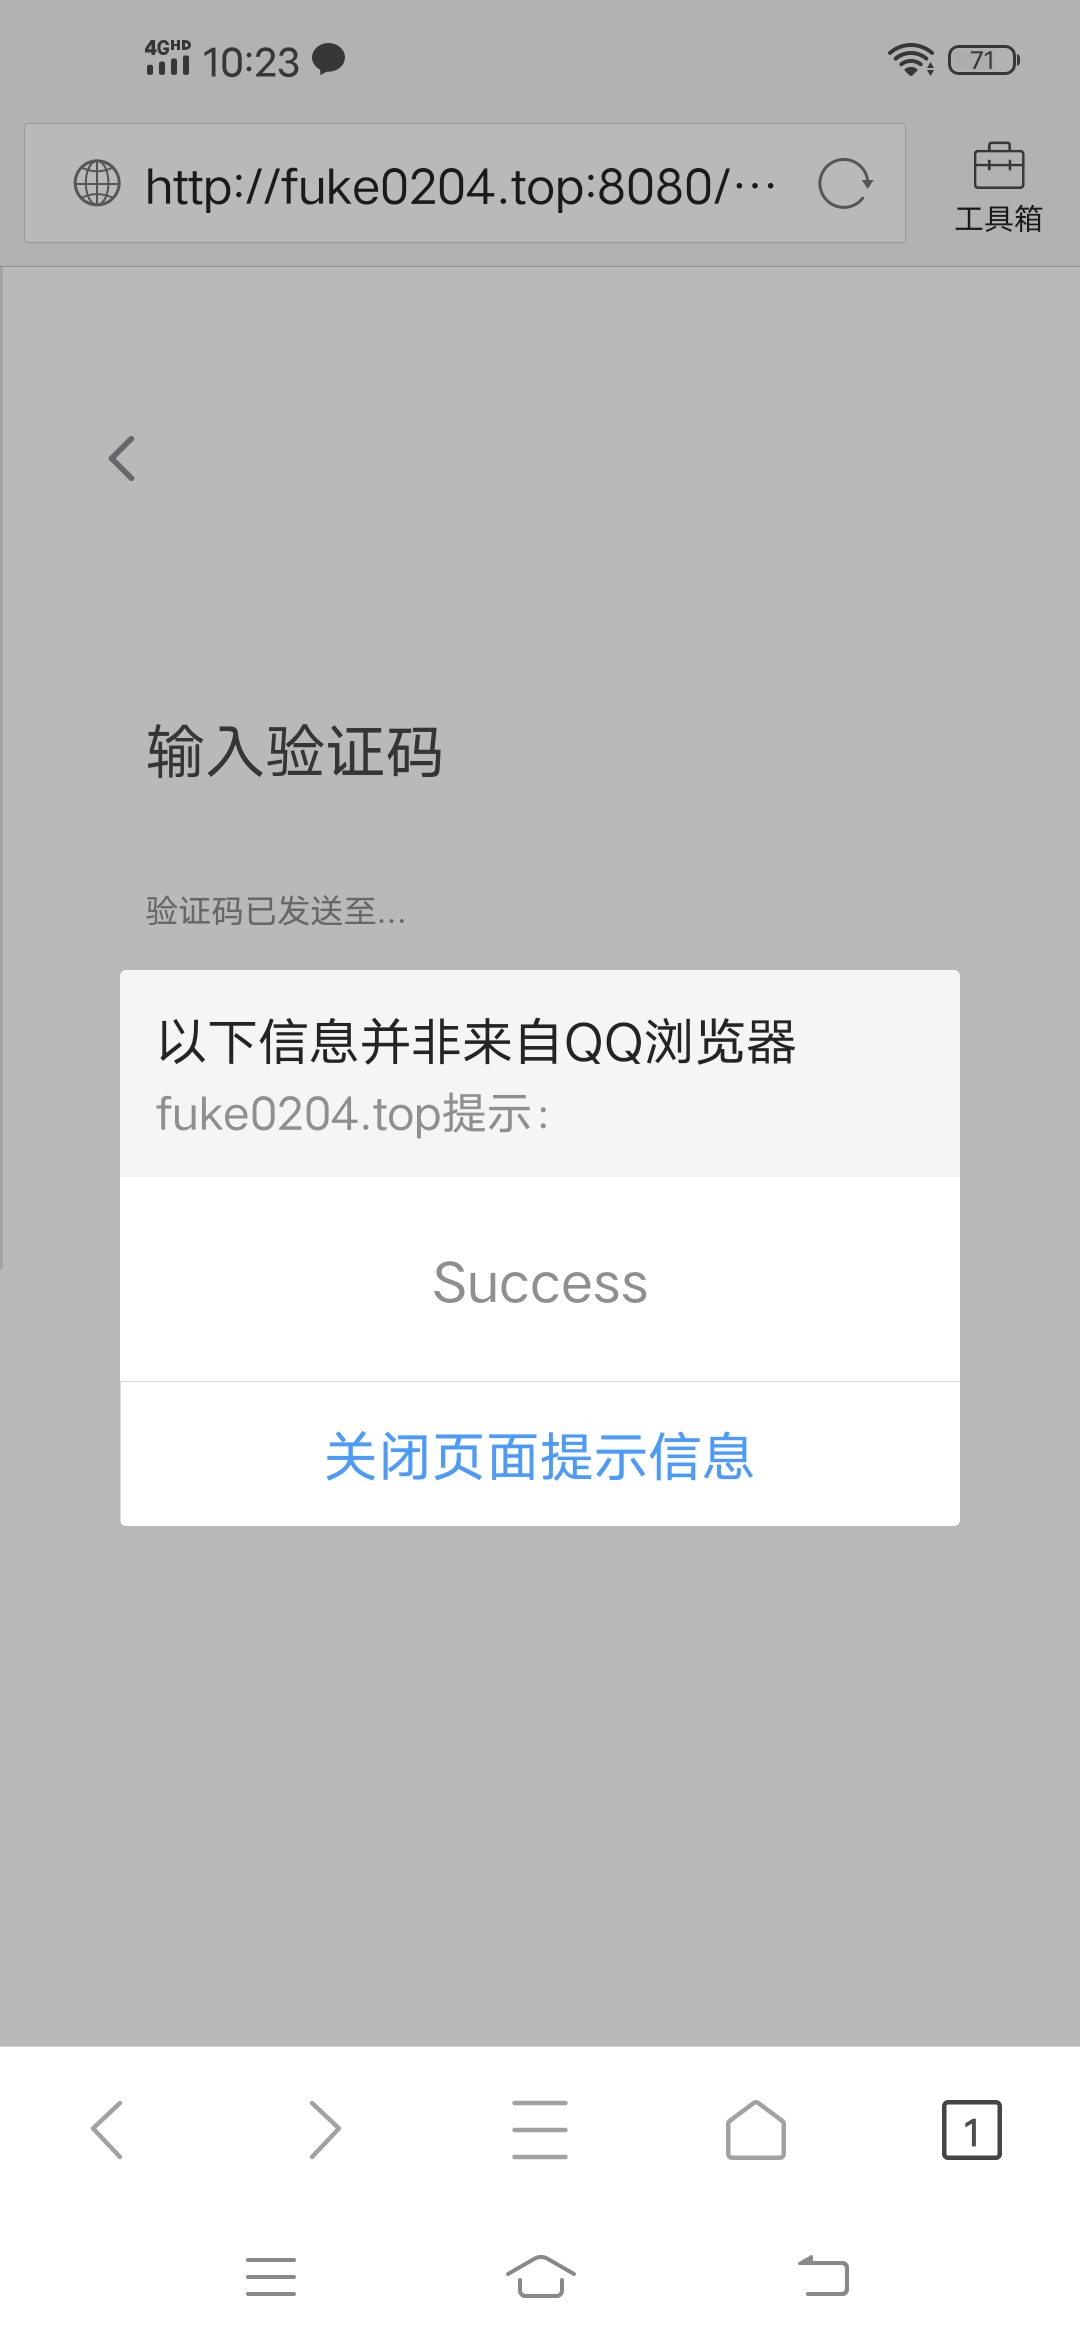 4GHD 10:23 71
http://fuke0204.top:8080/···
工具箱
输入验证码
验证码已发送至...
以下信息并非来自QQ浏览器
fuke0204.top提示：
Success
关闭页面提示信息
1